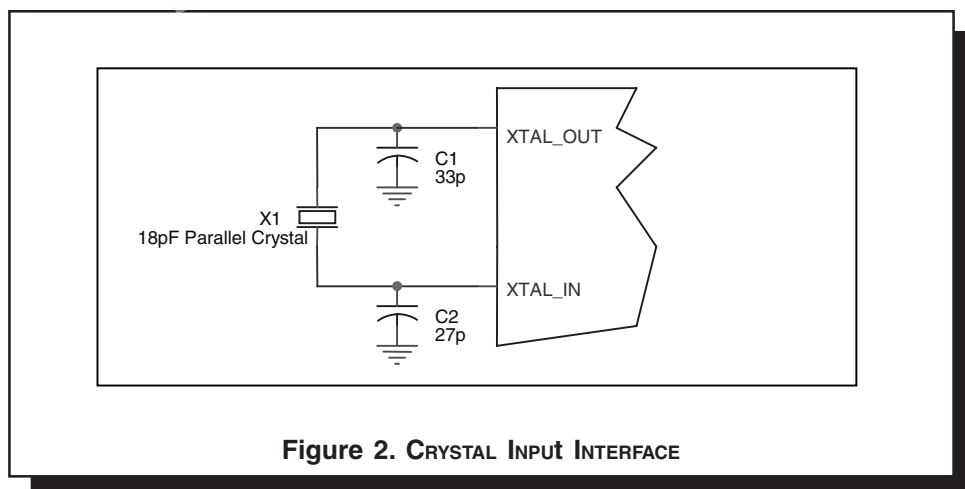 XTAL_OUT
C1
33p
X1
18pF Parallel Crystal
XTAL_IN
C2
27p
Figure 2. CRYSTAL INPUt INTERFACE